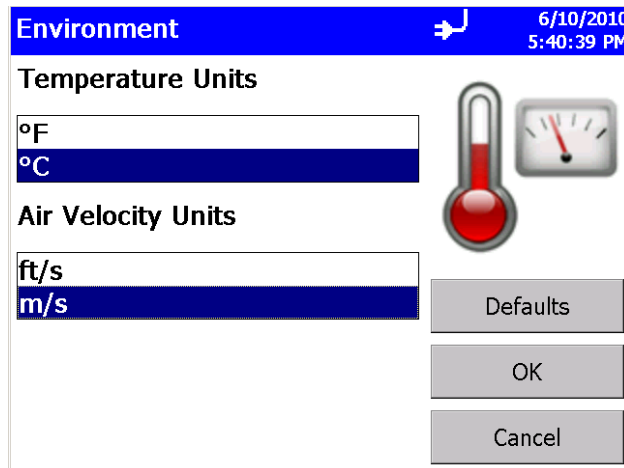 Environment
6/10/2010
5:40:39 PM
Temperature Units
°F
°C
Air Velocity Units
ft/s
m/s
Defaults
OK
Cancel